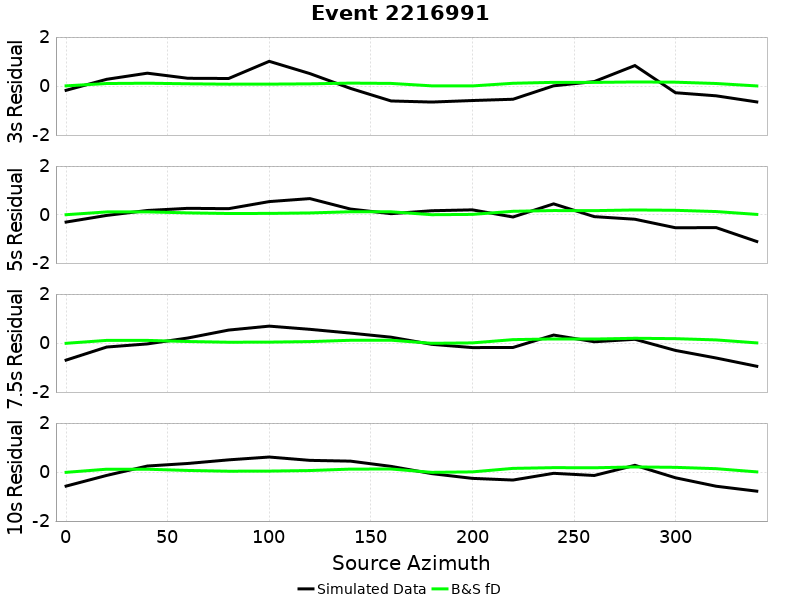 Event 2216991
3s Residual
2
0
-2
5s Residual
2
0
-2
7.5s Residual
2
0
-2
10s Residual
2
0
-2
0 50 100 150 200 250 300
Source Azimuth
Simulated Data B&S fD